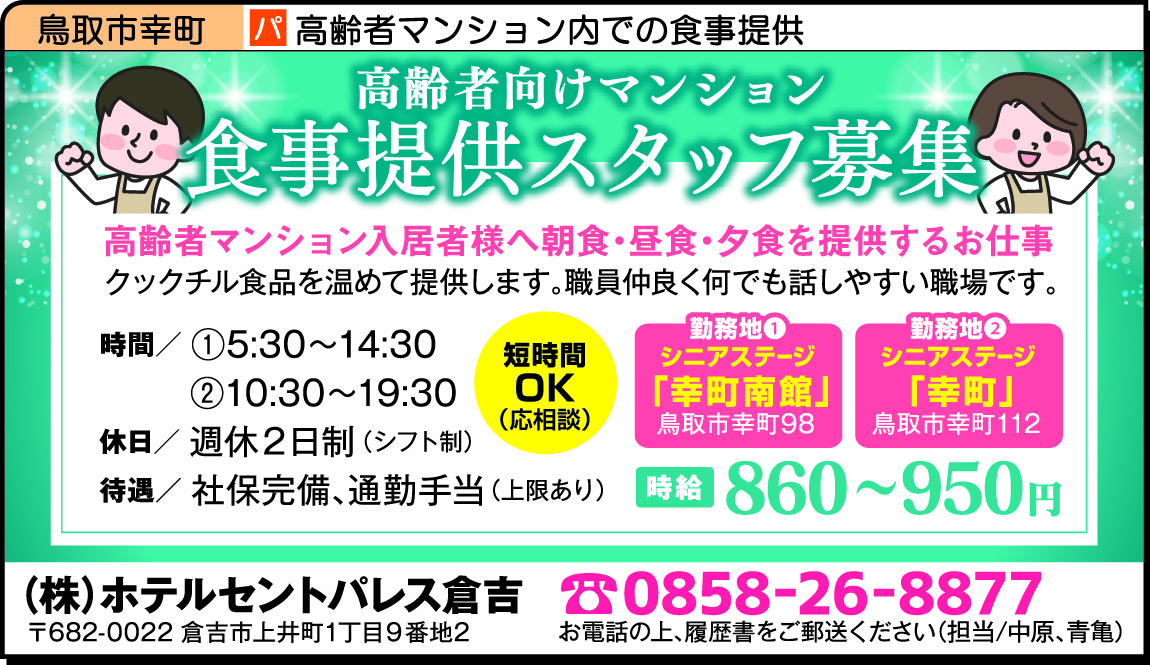 鳥取市幸町
パ 高齢者マンション内での食事提供
高齢者向けマンション
食事提供スタッフ募集
高齢者マンション入居者様へ朝食・昼食・夕食を提供するお仕事
クックチル食品を温めて提供します。職員仲良く何でも話しやすい職場です。
時間／ ①5:30～14:30
②10:30～19:30
休日／ 週休２日制（シフト制）
待遇／ 社保完備、通勤手当（上限あり）
短時間
OK
（応相談）
勤務地❶
シニアステージ
「幸町南館」
鳥取市幸町98
勤務地❷
シニアステージ
「幸町」
鳥取市幸町112
時給 860～950円
（株）ホテルセントパレス倉吉
〒682-0022 倉吉市上井町1丁目9番地2
☎0858-26-8877
お電話の上、履歴書をご郵送ください（担当/中原、青亀）